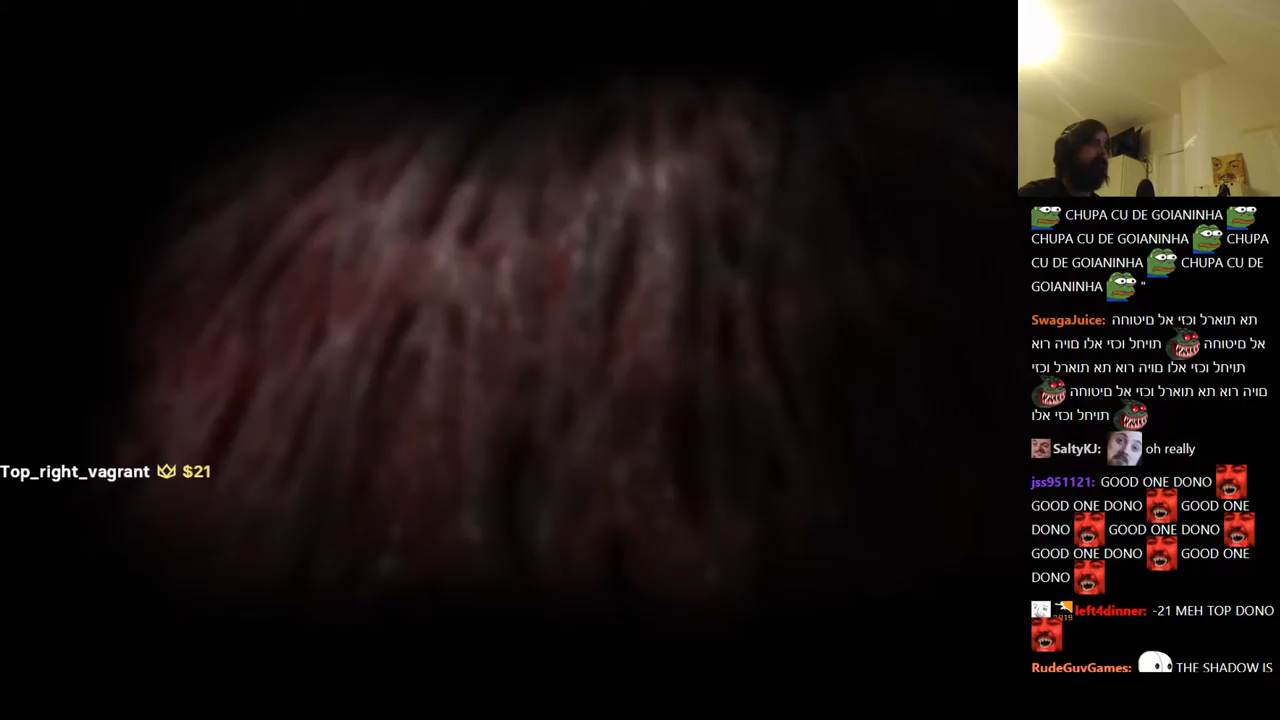 CHUPA CU DE GOIANINHA
CHUPA CU DE GOIANINHA CHUPA
CU DE GOIANINHA CHUPA CU DE
GOIANINHA "
SwagaJuice: תא תוארל וכזי אל םיטוחה
תויחל וכזי אלו םויה רוא םיטוחה אל
תויחל וכזי אלו םויה רוא תא תוארל וכזי
םויה רוא תא תוארל וכזי אל םיטוחה
תויחל וכזי אלו
SaltyKJ: oh really
Top_right_vagrant $21
jss951121: GOOD ONE DONO
GOOD ONE DONO GOOD ONE
DONO GOOD ONE DONO
GOOD ONE DONO GOOD ONE
DONO
2019 left4dinner: -21 MEH TOP DONO
RudeGuyGames: THE SHADOW IS